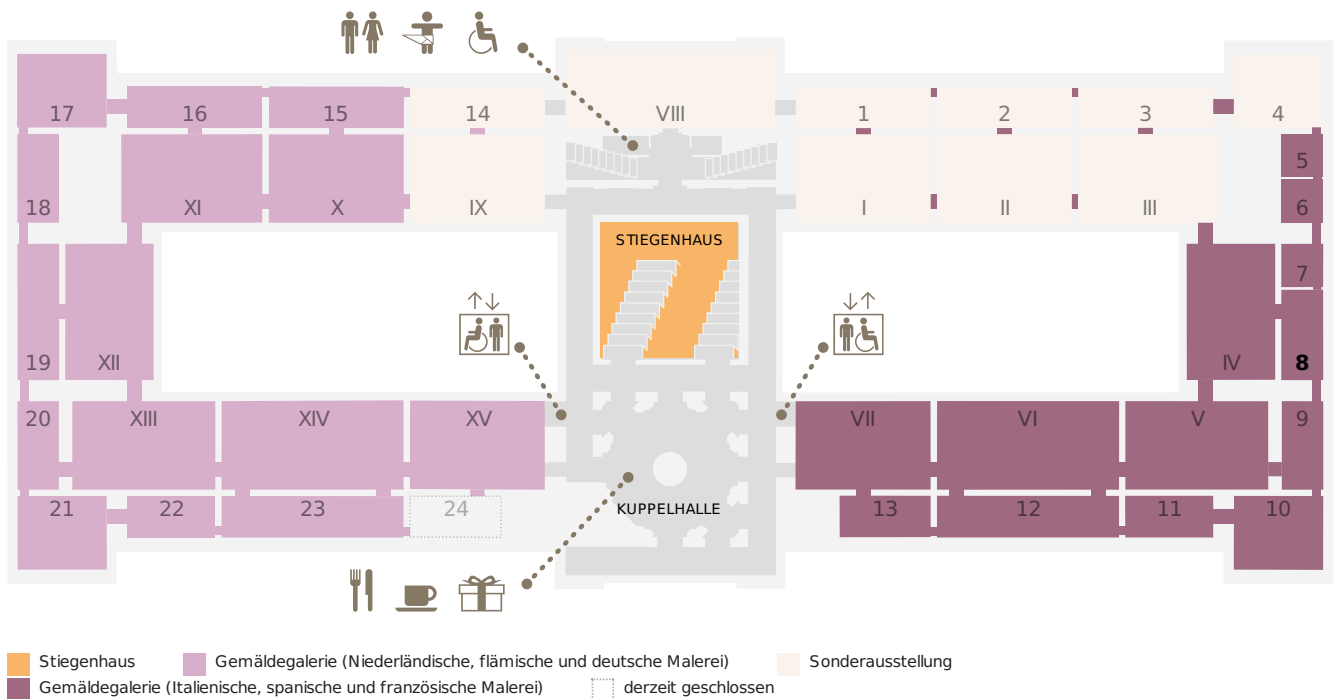 17 16 15 14 VIII 1 2 3 4
5
18 XI X IX I II III 6
STIEGENHAUS
7
19 XII IV 8
20 XIII XIV XV VII VI V 9
21 22 23 24 KUPPELHALLE 13 12 11 10
Stiegenhaus Gemäldegalerie (Niederländische, flämische und deutsche Malerei) Sonderausstellung
Gemäldegalerie (Italienische, spanische und französische Malerei) derzeit geschlossen